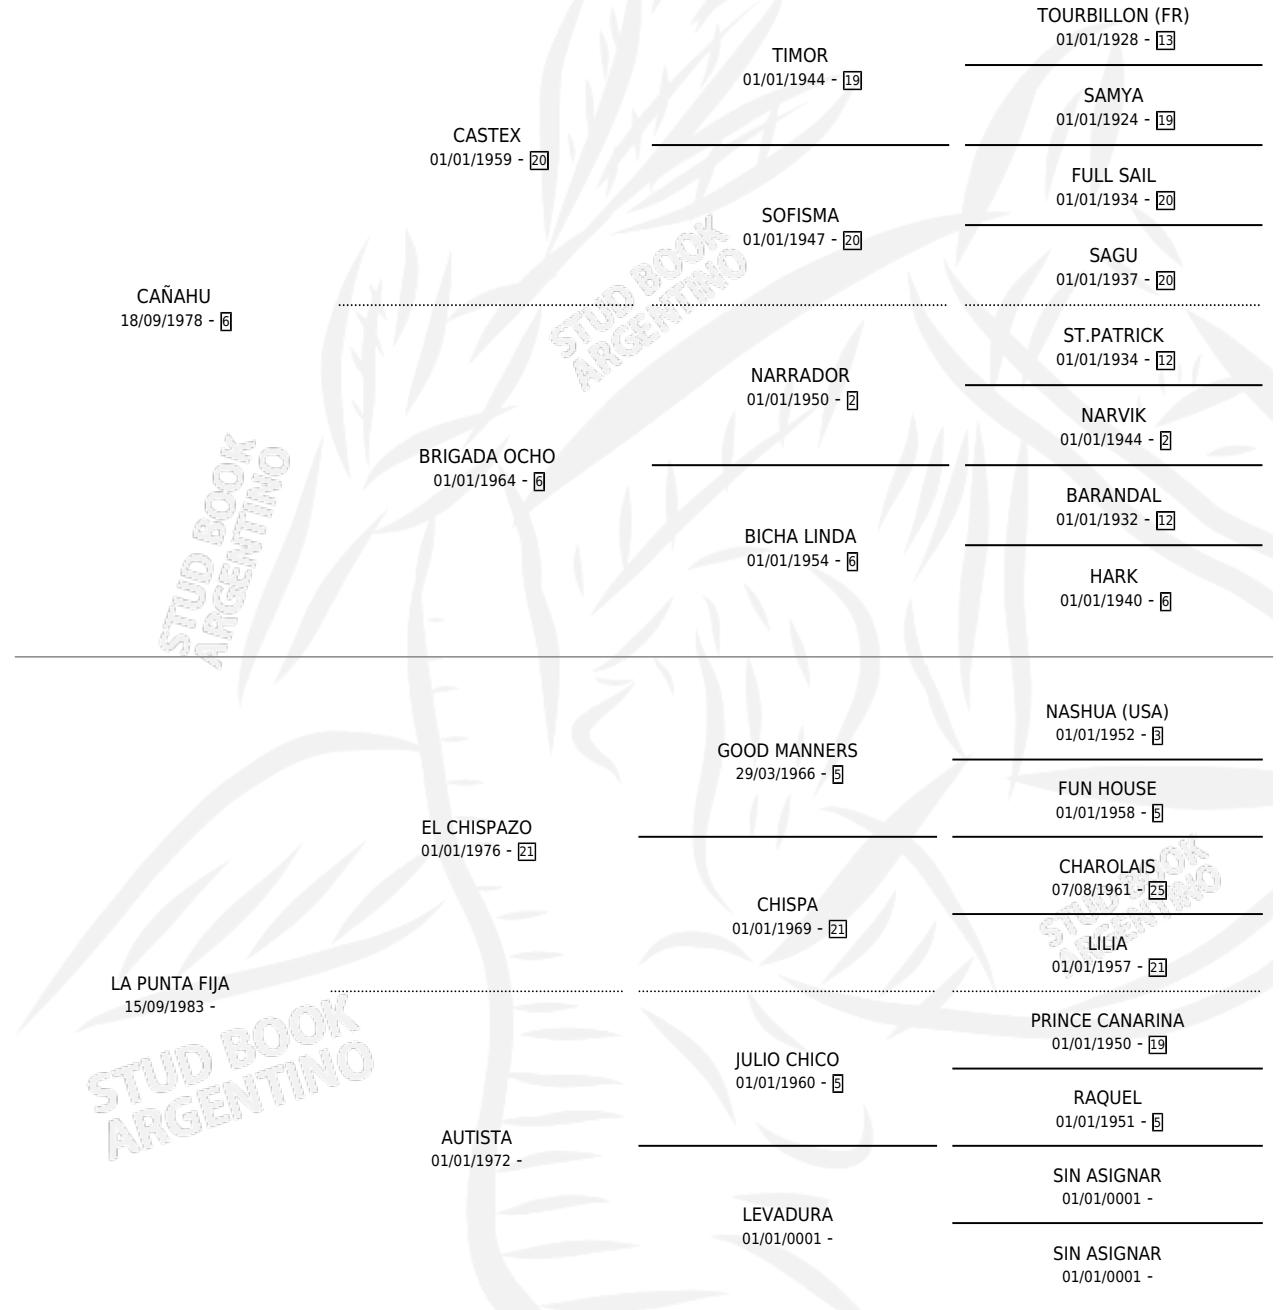 TOURBILLON (FR)
01/01/1928 - 13
TIMOR
01/01/1944 - 19
SAMYA
01/01/1924 - 19
CASTEX
01/01/1959 - 20
FULL SAIL
01/01/1934 - 20
SOFISMA
01/01/1947 - 20
SAGU
01/01/1937 - 20
CAÑAHU
18/09/1978 - 6
ST.PATRICK
01/01/1934 - 12
NARRADOR
01/01/1950 - 2
NARVIK
01/01/1944 - 2
BRIGADA OCHO
01/01/1964 - 6
BARANDAL
01/01/1932 - 12
BICHA LINDA
01/01/1954 - 6
HARK
01/01/1940 - 6
NASHUA (USA)
01/01/1952 - 3
GOOD MANNERS
29/03/1966 - 5
FUN HOUSE
01/01/1958 - 5
EL CHISPAZO
01/01/1976 - 21
CHAROLAIS
07/08/1961 - 25
CHISPA
01/01/1969 - 21
LILIA
01/01/1957 - 21
LA PUNTA FIJA
15/09/1983 -
PRINCE CANARINA
01/01/1950 - 19
JULIO CHICO
01/01/1960 - 5
RAQUEL
01/01/1951 - 5
AUTISTA
01/01/1972 -
SIN ASIGNAR
01/01/0001 -
LEVADURA
01/01/0001 -
SIN ASIGNAR
01/01/0001 -
STUD BOOK
ARGENTINO
STUD BOOK
ARGENTINO
STUD BOOK
ARGENTINO
STUD BOOK
ARGENTINO